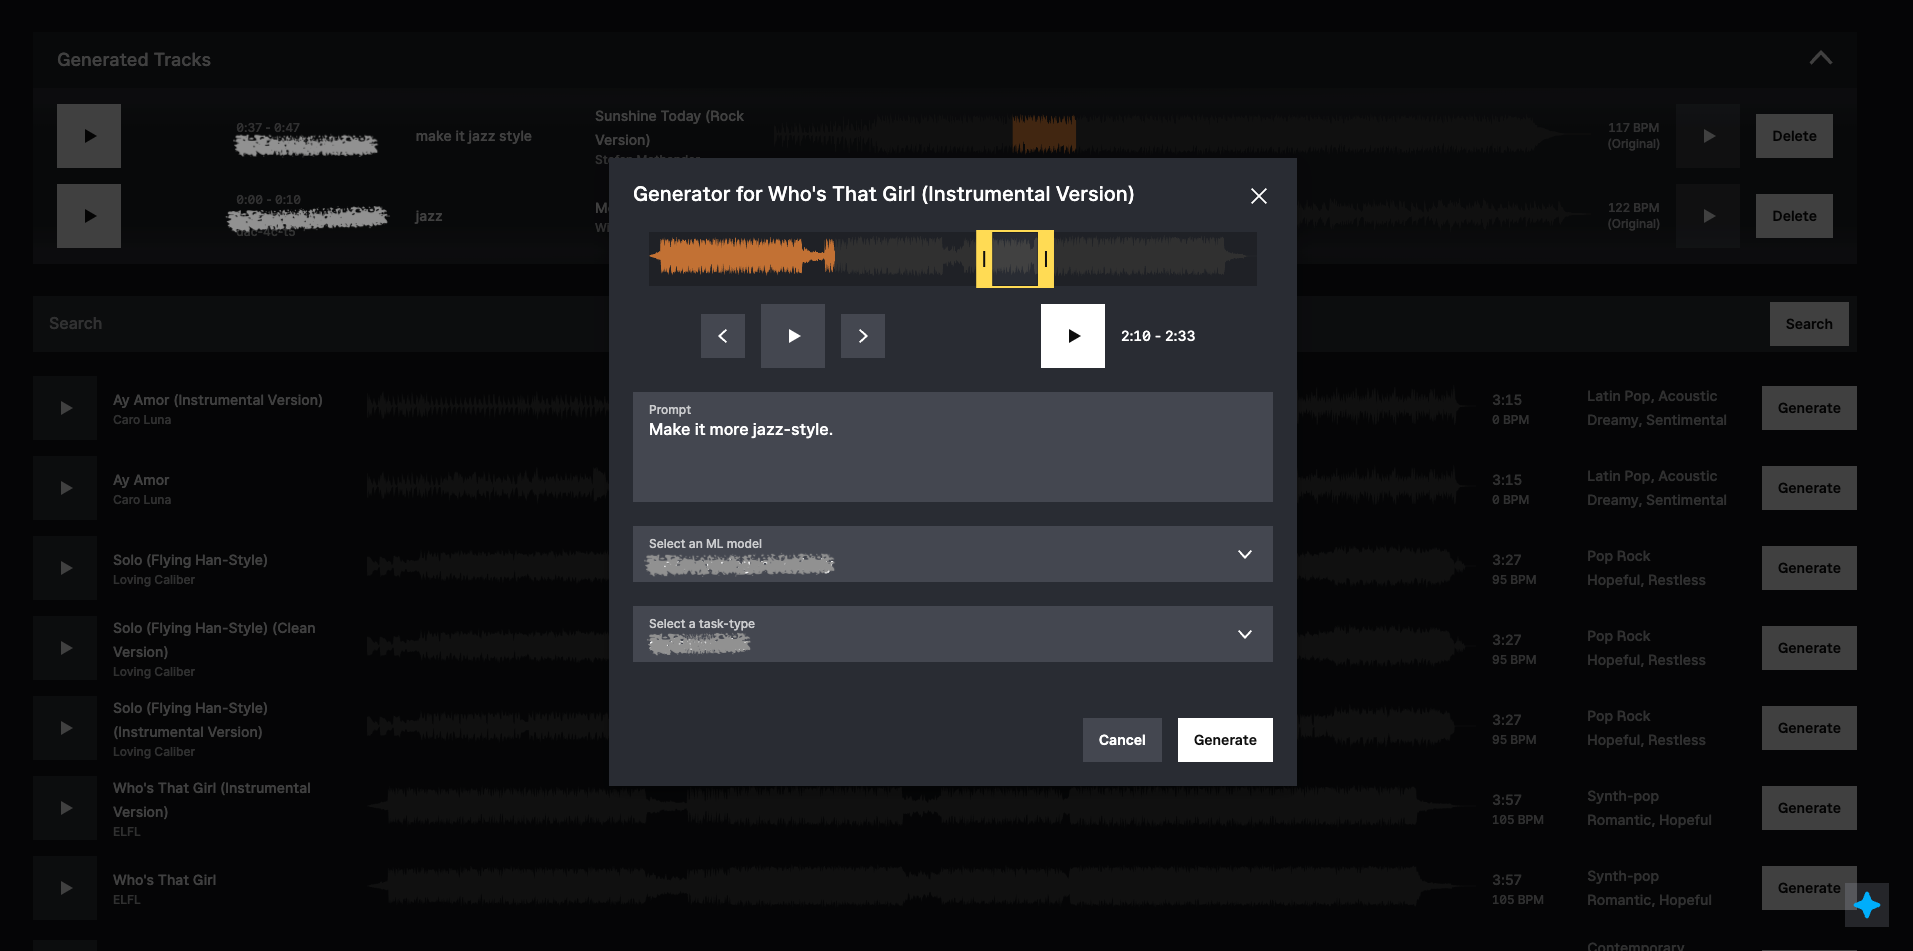 Generated Tracks
0:37 - 0:47
make it jazz style
Sunshine Today (Rock
Version)
117 BPM
(Original)
Delete
0:00 - 0:10
jazz
122 BPM
(Original)
Delete
Generator for Who's That Girl (Instrumental Version)
2:10 - 2:33
Prompt
Make it more jazz-style.
Select an ML model
Select a task-type
Cancel
Generate
Search
Search
Ay Amor (Instrumental Version)
Caro Luna
3:15
0 BPM
Latin Pop, Acoustic
Dreamy, Sentimental
Generate
Ay Amor
Caro Luna
3:15
0 BPM
Latin Pop, Acoustic
Dreamy, Sentimental
Generate
Solo (Flying Han-Style)
Loving Caliber
3:27
95 BPM
Pop Rock
Hopeful, Restless
Generate
Solo (Flying Han-Style) (Clean
Version)
Loving Caliber
3:27
95 BPM
Pop Rock
Hopeful, Restless
Generate
Solo (Flying Han-Style)
(Instrumental Version)
Loving Caliber
3:27
95 BPM
Pop Rock
Hopeful, Restless
Generate
Who's That Girl (Instrumental
Version)
ELFL
3:57
105 BPM
Synth-pop
Romantic, Hopeful
Generate
Who's That Girl
ELFL
3:57
105 BPM
Synth-pop
Romantic, Hopeful
Generate
Contemporary